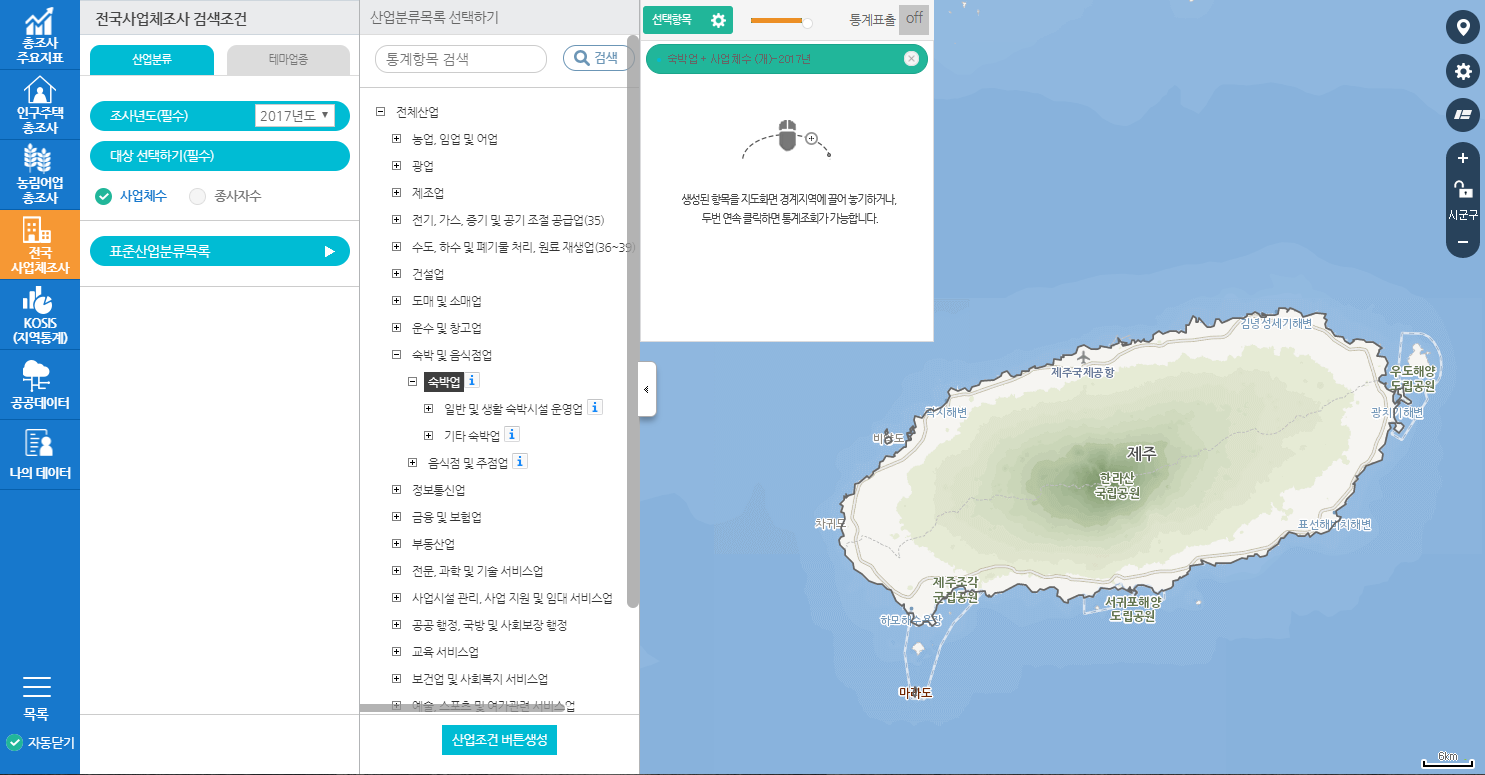 총조사
주요지표
인구주택
총조사
농림어업
총조사
전국
사업체조사
KOSIS
(지역통계)
공공데이터
나의 데이터
목록
자동닫기
전국사업체조사 검색조건
산업분류
테마업종
조사년도(필수)
2017년도
대상 선택하기(필수)
사업체수
종사자수
표준산업분류목록
산업분류목록 선택하기
통계항목 검색
검색
전체산업
농업, 임업 및 어업
광업
제조업
전기, 가스, 증기 및 공기 조절 공급업(35)
수도, 하수 및 폐기물 처리, 원료 재생업(36~39)
건설업
도매 및 소매업
운수 및 창고업
숙박 및 음식점업
숙박업
일반 및 생활 숙박시설 운영업
기타 숙박업
음식점 및 주점업
정보통신업
금융 및 보험업
부동산업
전문, 과학 및 기술 서비스업
사업시설 관리, 사업 지원 및 임대 서비스업
공공 행정, 국방 및 사회보장 행정
교육 서비스업
보건업 및 사회복지 서비스업
예술, 스포츠 및 여가관련 서비스업
산업조건 버튼생성
선택항목
통계표출
off
숙박업 + 사업체수 (개)-2017년
생성된 항목을 지도화면 경계지역에 끌어 놓기하거나,
두번 연속 클릭하면 통계조회가 가능합니다.
시군구
김녕성세기해변
제주국제공항
우도해양
도립공원
곽지해변
광치기해변
비양도
제주
한라산
국립공원
차귀도
표선해비치해변
제주조각
군립공원
서귀포해양
도립공원
하모해수욕장
마라도
6km